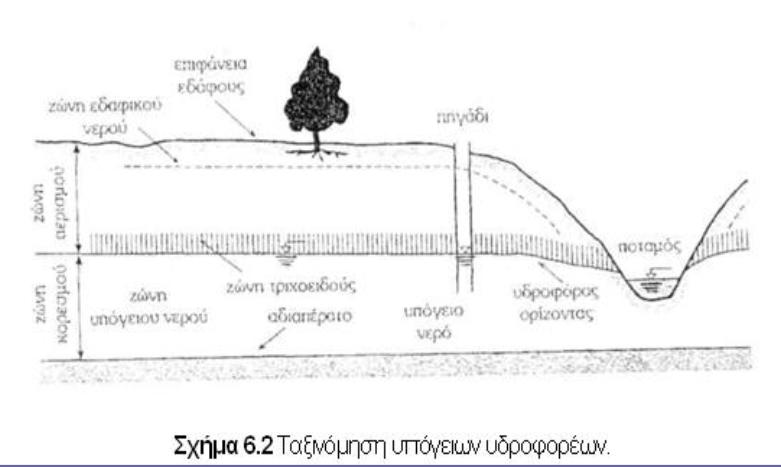 επιφάνεια
εδάφους
ζώνη εδαφικού
νερού
πηγάδι
ζώνη
αερισμού
ποταμός
ζώνη τριχοειδούς
ζώνη
υπόγειου νερού
αδιαπέρατο
υπόγειο
νερό
υδροφόρος
ορίζοντας
ζώνη
κορεσμού
Σχήμα 6.2 Ταξινόμηση υπόγειων υδροφορέων.